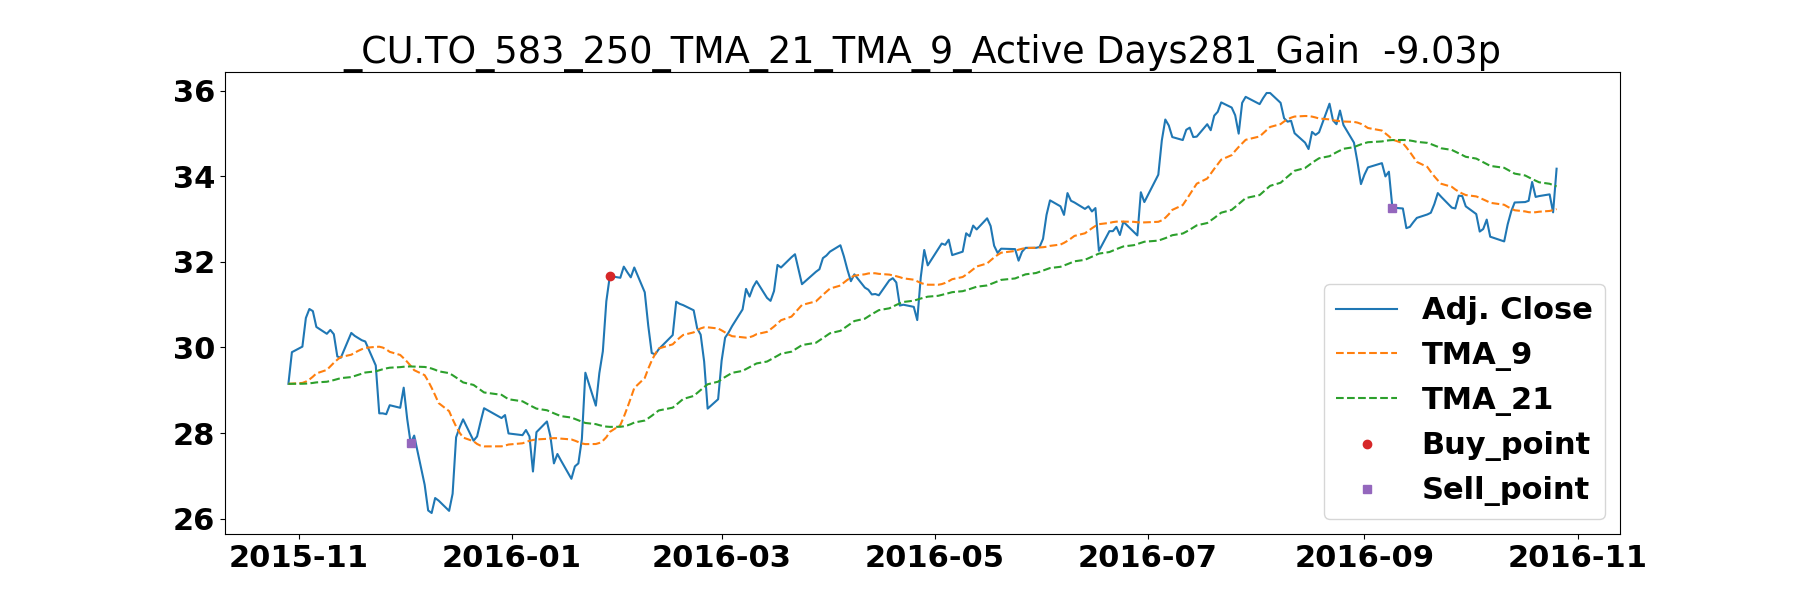 _CU.TO_583_250_TMA_21_TMA_9_Active Days281_Gain  -9.03p
36
34
32
30
28
26
2015-11 2016-01 2016-03 2016-05 2016-07 2016-09 2016-11
Adj. Close
TMA_9
TMA_21
Buy_point
Sell_point